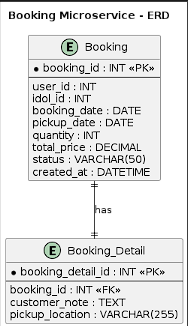 Booking Microservice - ERD
E Booking
booking_id : INT «PK»
user_id : INT
idol_id : INT
booking_date : DATE
pickup_date : DATE
quantity : INT
total_price : DECIMAL
status : VARCHAR(50)
created_at : DATETIME
has
E Booking_Detail
booking_detail_id : INT «PK»
booking_id : INT «FK»
customer_note : TEXT
pickup_location : VARCHAR(255)